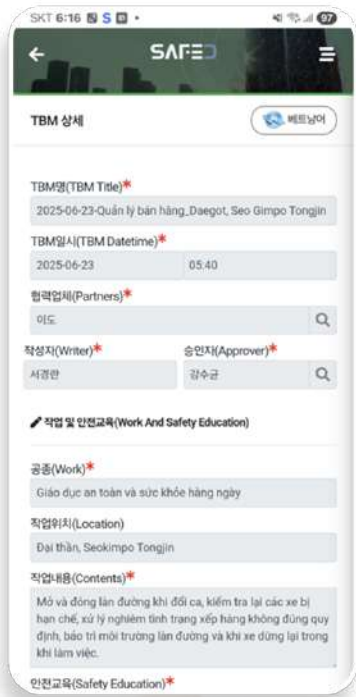 SKT 6:16
97
SAFED
TBM 상세
베트남어
TBM명(TBM Title)*
2025-06-23-Quản lý bán hàng_Daegot, Seo Gimpo Tongjin
TBM일시(TBM Datetime)*
2025-06-23 05:40
협력업체(Partners)*
이도
작성자(Writer)* 승인자(Approver)*
서경란 강수균
작업 및 안전교육(Work And Safety Education)
공종(Work)*
Giáo dục an toàn và sức khỏe hàng ngày
작업위치(Location)
Đại thần, Seokimpo Tongjin
작업내용(Contents)*
Mở và đóng làn đường khi đổi ca, kiểm tra lại các xe bị
hạn chế, xử lý nghiêm tình trạng xếp hàng không đúng quy
định, bảo trì môi trường làn đường và khi xe dừng lại trong
khi làm việc.
안전교육(Safety Education)*